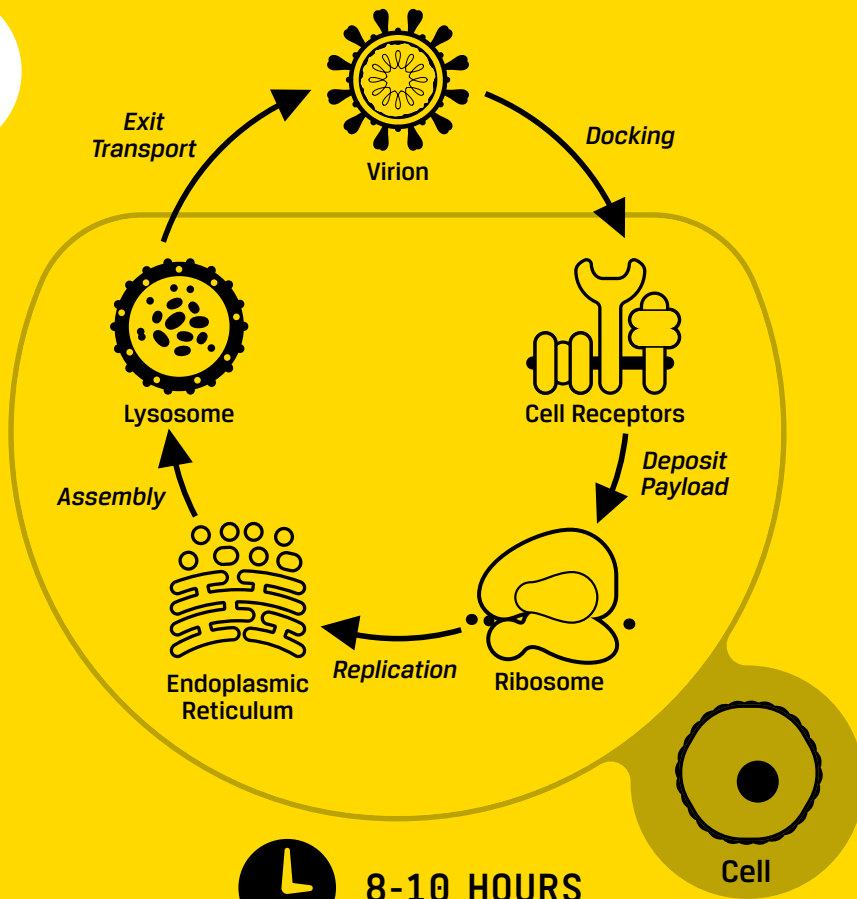 Exit
Transport
Virion
Docking
Lysosome
Cell Receptors
Assembly
Deposit
Payload
Endoplasmic
Reticulum
Replication
Ribosome
Cell
8-10 HOURS